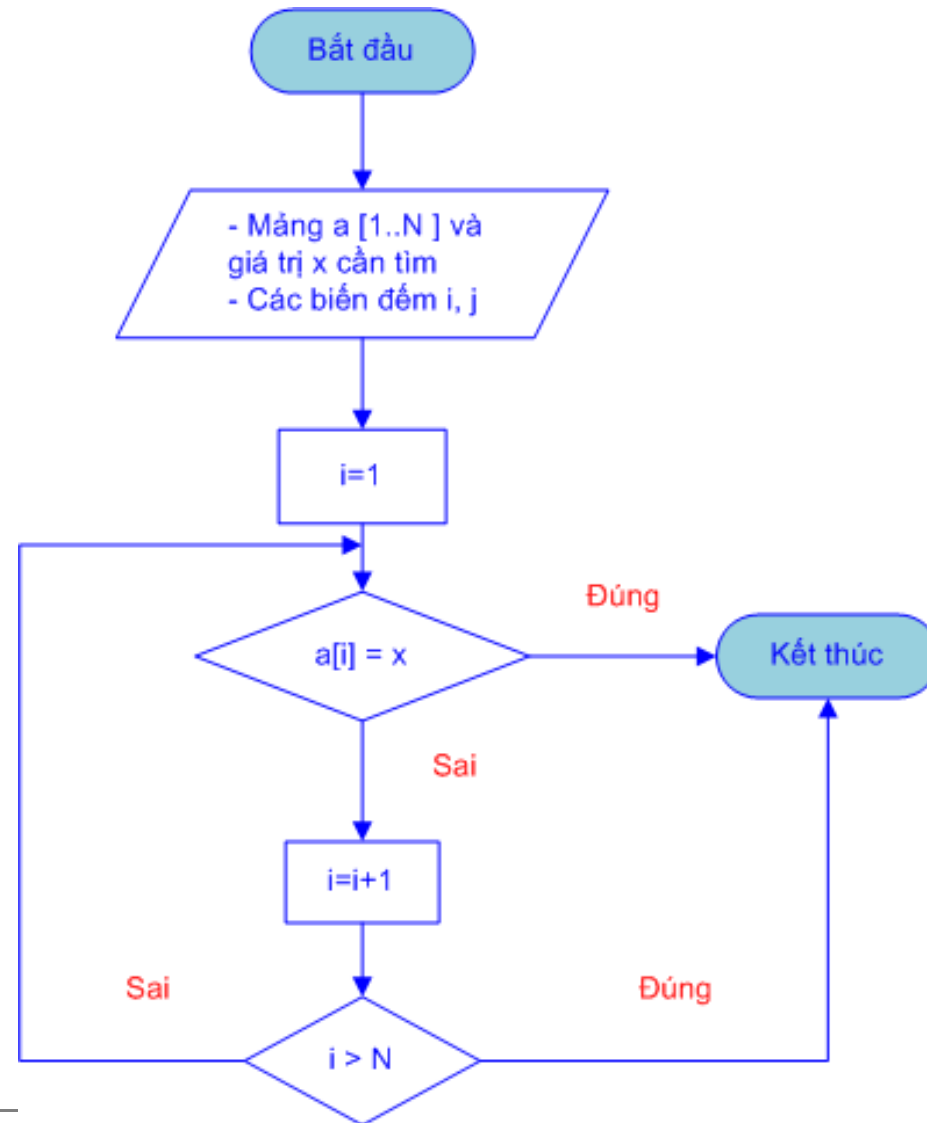 Bắt đầu
- Mảng a [1..N ] và
giá trị x cần tìm
- Các biến đếm i, j
i=1
Đúng
a[i] = x
Kết thúc
Sai
i=i+1
Sai
Đúng
i > N